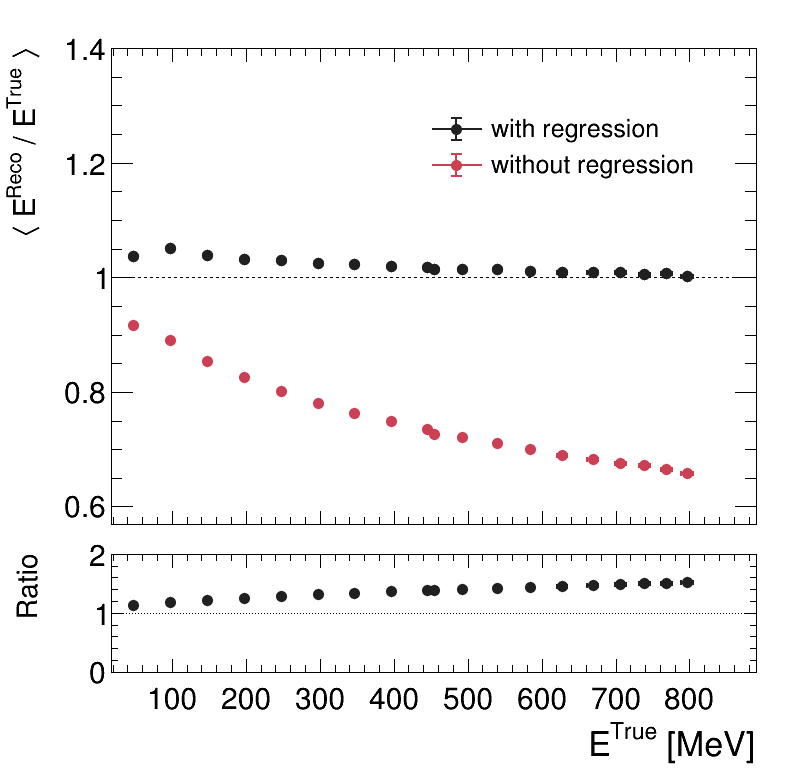 ⟨ E^Reco / E^True ⟩
1.4
1.2
1
0.8
0.6
with regression
without regression
Ratio
2
1
0
100 200 300 400 500 600 700 800
E^True [MeV]